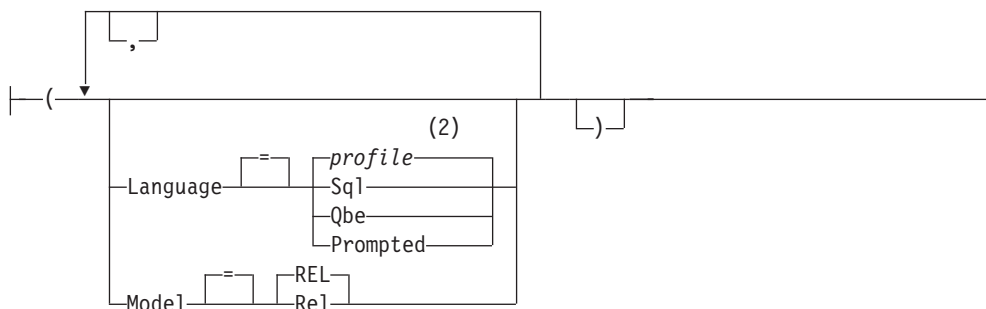 ,
(
)
(2)
=
profile
Language
Sql
Qbe
Prompted
=
REL
Model
Rel